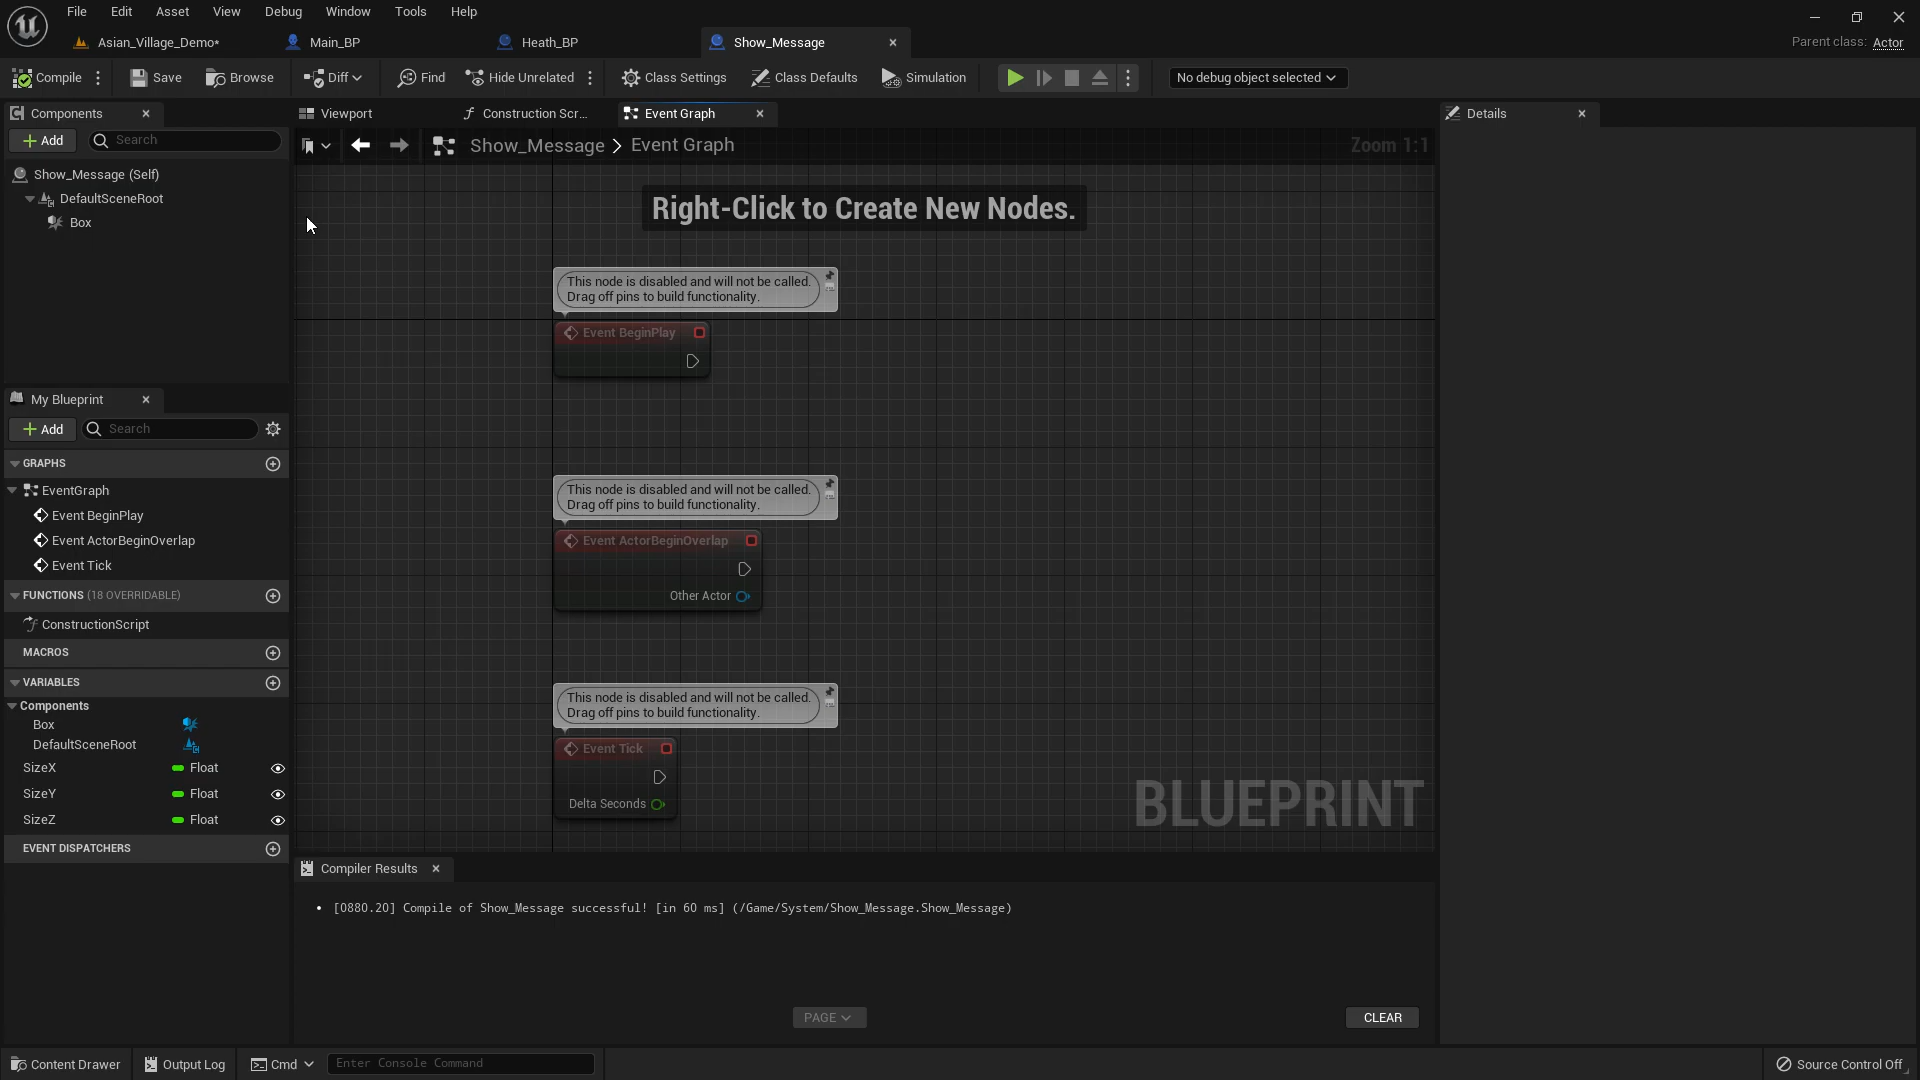 File Edit Asset View Debug Window Tools Help
Asian_Village_Demo* Main_BP Heath_BP Show_Message Parent class: Actor
Compile Save Browse Diff Find Hide Unrelated Class Settings Class Defaults Simulation No debug object selected
Components Viewport Construction Scr... Event Graph Details
Add Search
Show_Message > Event Graph Zoom 1:1
Show_Message (Self)
DefaultSceneRoot
Box
Right-Click to Create New Nodes.
This node is disabled and will not be called.
Drag off pins to build functionality.
Event BeginPlay
My Blueprint
Add Search
GRAPHS
EventGraph
Event BeginPlay
Event ActorBeginOverlap
Event Tick
FUNCTIONS (18 OVERRIDABLE)
ConstructionScript
MACROS
VARIABLES
Components
Box
DefaultSceneRoot
SizeX Float
SizeY Float
SizeZ Float
EVENT DISPATCHERS
This node is disabled and will not be called.
Drag off pins to build functionality.
Event ActorBeginOverlap
Other Actor
This node is disabled and will not be called.
Drag off pins to build functionality.
Event Tick
Delta Seconds
BLUEPRINT
Compiler Results
[0880.20] Compile of Show_Message successful! [in 60 ms] (/Game/System/Show_Message.Show_Message)
PAGE CLEAR
Content Drawer Output Log Cmd Enter Console Command Source Control Off